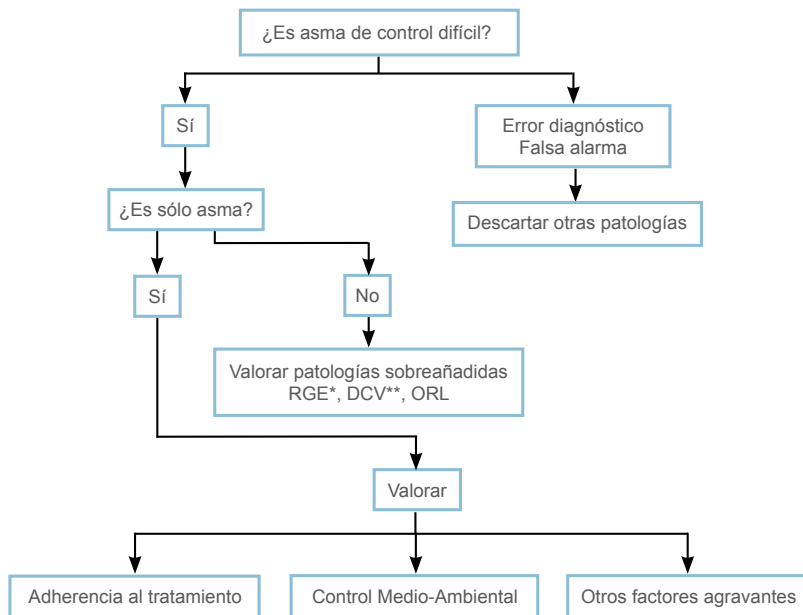 ¿Es asma de control difícil?
Sí
Error diagnóstico
Falsa alarma
¿Es sólo asma?
Descartar otras patologías
Sí
No
Valorar patologías sobreañadidas
RGE*, DCV**, ORL
Valorar
Adherencia al tratamiento
Control Medio-Ambiental
Otros factores agravantes